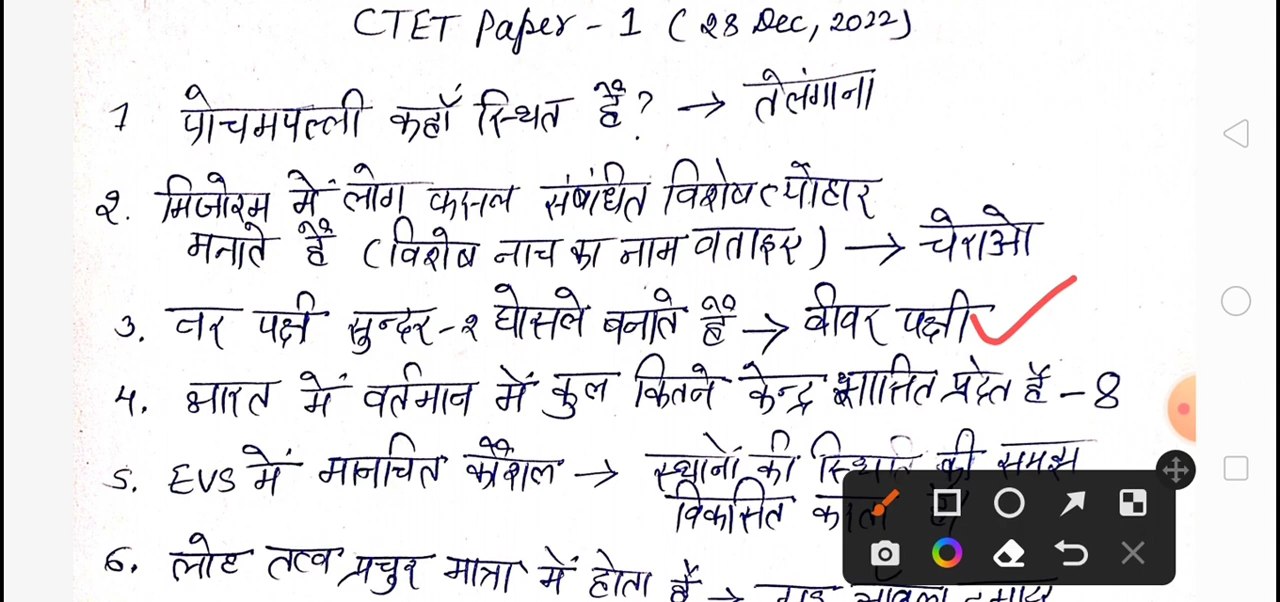 CTET Paper - 1 (28 Dec, 2022)
1 पोचमपल्ली कहाँ स्थित हैं? → तेलंगाना
2. मिजोरम में लोग फसल संबंधित विशेष त्यौहार
मनाते हैं (विशेष नाच का नाम बताइए) → चेराओ
3. नर पक्षी सुन्दर-2 घोंसले बनाते हैं → वीवर पक्षी
4. भारत में वर्तमान में कुल कितने केन्द्र शासित प्रदेश हैं - 8
5. EVS में मानचित्र कौशल → स्थानों की स्थिति की समझ
विकसित
6. लोह तत्व प्रचुर मात्रा में होता हैं →